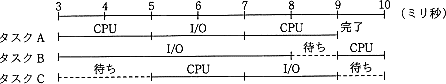 3 4 5 6 7 8 9 10 (ミリ秒)
CPU I/O CPU 完了
タスクA
I/O 待ち CPU
タスクB
待ち CPU I/O 待ち
タスクC